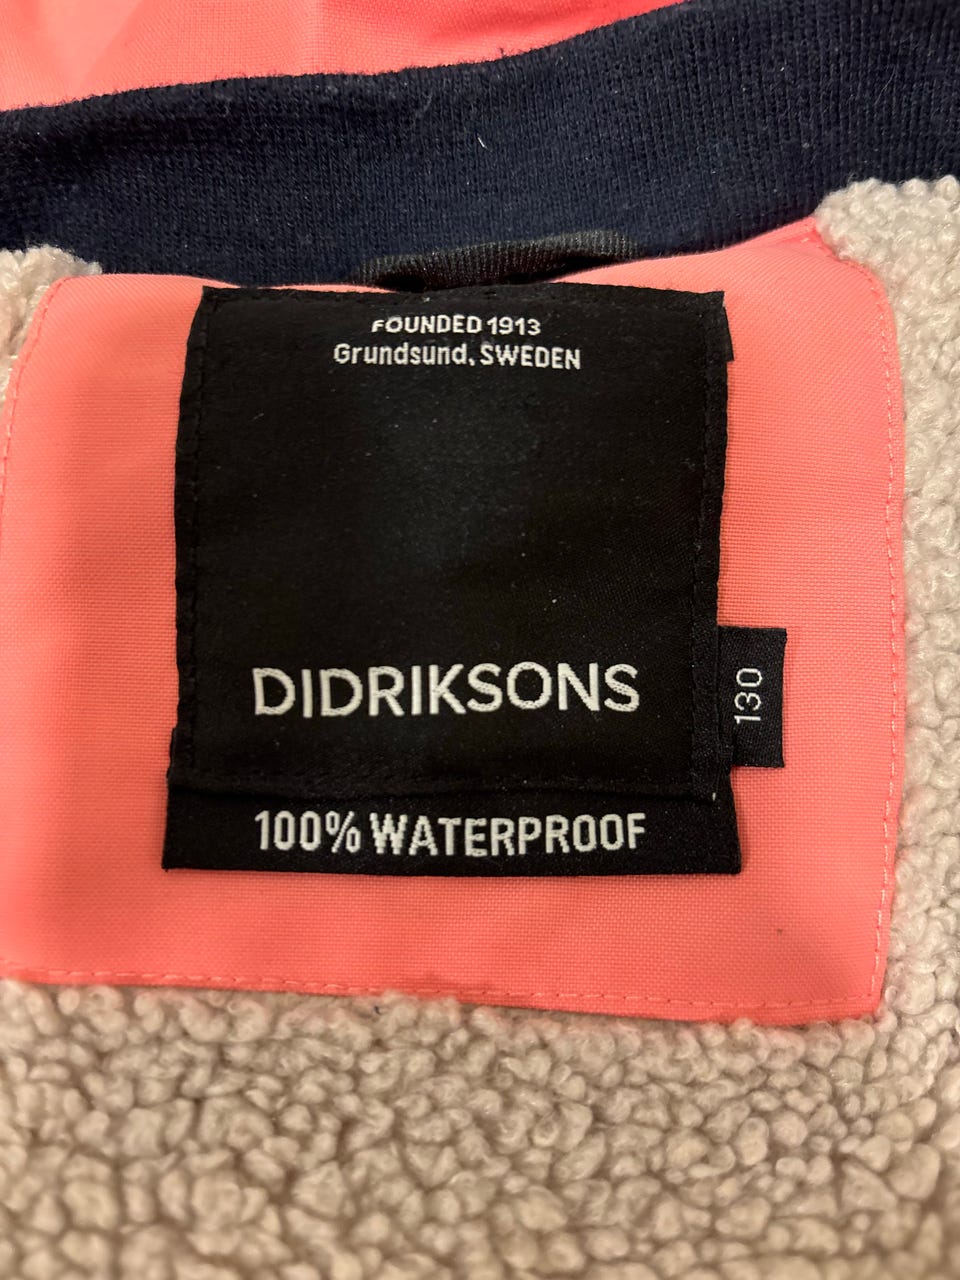 FOUNDED 1913
Grundsund, SWEDEN
DIDRIKSONS
130
100% WATERPROOF